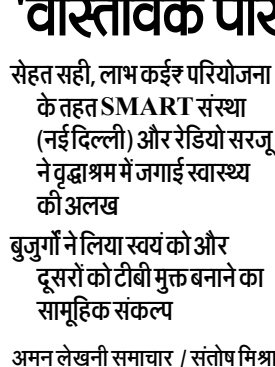 'वास्तविक परि
सेहत सही, लाभ कई₹ परियोजना
के तहत SMART संस्था
(नई दिल्ली) और रेडियो सरजू
ने वृद्धाश्रम में जगाई स्वास्थ्य
की अलख
बुजुर्गों ने लिया स्वयं को और
दूसरों को टीबी मुक्त बनाने का
सामूहिक संकल्प
अमन लेखनी समाचार / संतोष मिश्रा